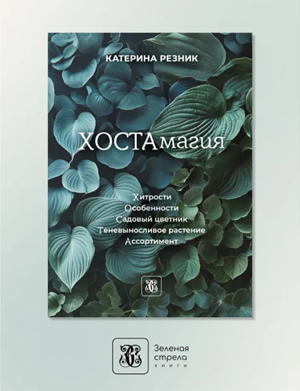 КАТЕРИНА РЕЗНИК
ХОСТАмагия
Хитрости
Особенности
Садовый цветник
Теневыносливое растение
Ассортимент
Зеленая
стрела
книги